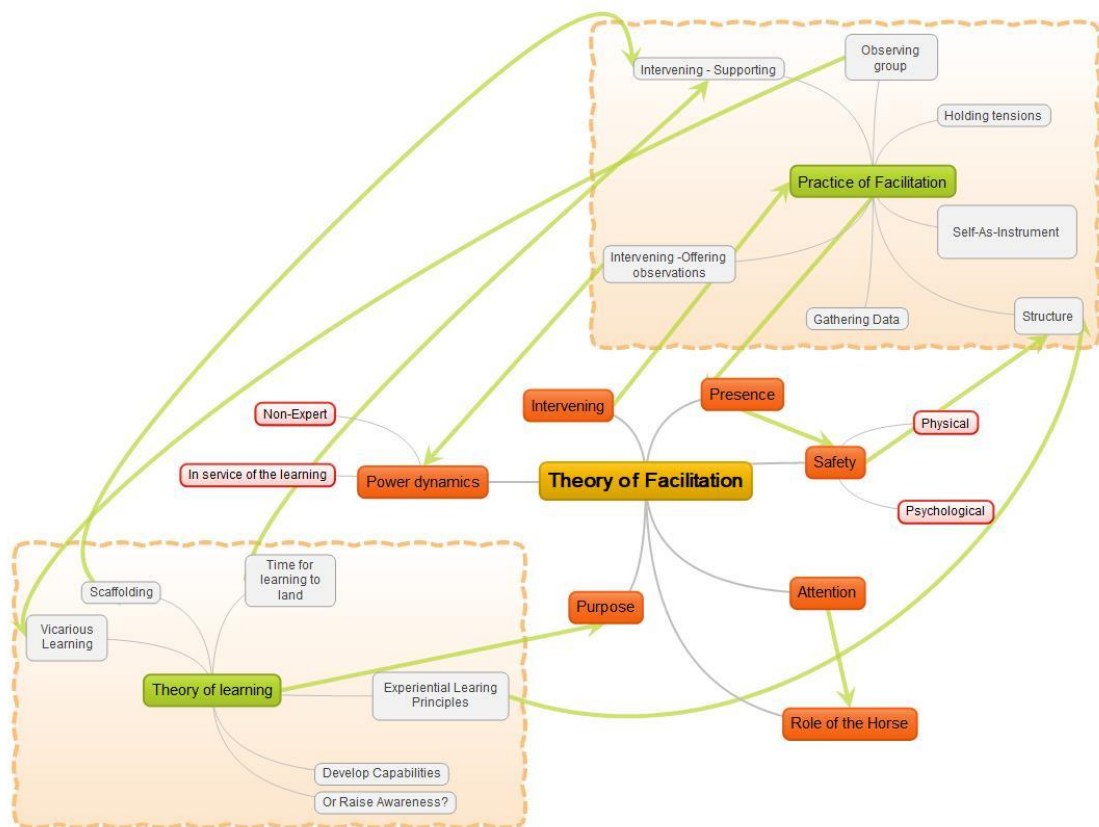 Observing
group
Intervening - Supporting
Holding tensions
Practice of Facilitation
Self-As-Instrument
Intervening -Offering
observations
Gathering Data
Structure
Presence
Intervening
Non-Expert
Physical
Safety
In service of the learning
Power dynamics
Theory of Facilitation
Psychological
Time for
learning to
land
Scaffolding
Attention
Purpose
Vicarious
Learning
Theory of learning
Experiential Learing
Principles
Role of the Horse
Develop Capabilities
Or Raise Awareness?